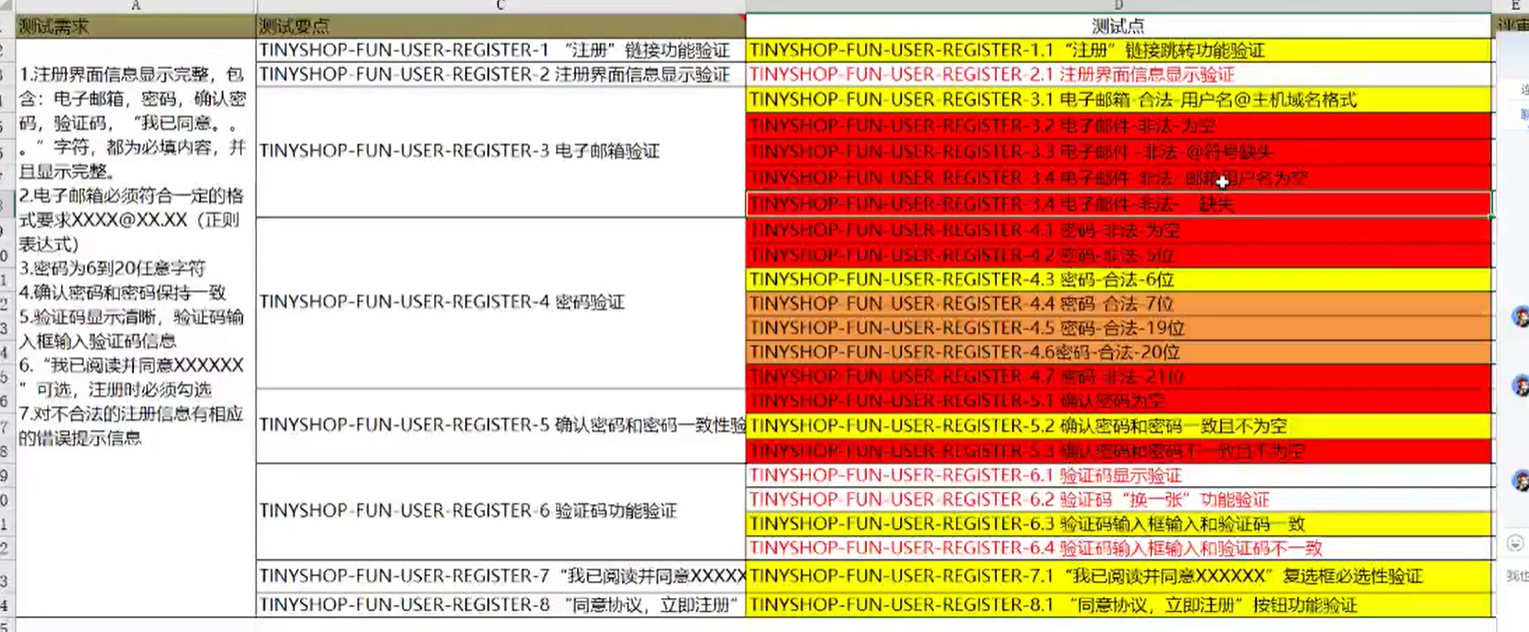 A
C
D
E
测试需求
测试要点
测试点
评审
1.注册界面信息显示完整，包
含：电子邮箱，密码，确认密
码，验证码，“我已同意。。
。”字符，都为必填内容，并
且显示完整。
2.电子邮箱必须符合一定的格
式要求XXXX@XX.XX（正则
表达式）
3.密码为6到20任意字符
4.确认密码和密码保持一致
5.验证码显示清晰，验证码输
入框输入验证码信息
6.“我已阅读并同意XXXXXX
”可选，注册时必须勾选
7.对不合法的注册信息有相应
的错误提示信息
TINYSHOP-FUN-USER-REGISTER-1 “注册”链接功能验证
TINYSHOP-FUN-USER-REGISTER-2 注册界面信息显示验证
TINYSHOP-FUN-USER-REGISTER-3 电子邮箱验证
TINYSHOP-FUN-USER-REGISTER-4 密码验证
TINYSHOP-FUN-USER-REGISTER-5 确认密码和密码一致性验
TINYSHOP-FUN-USER-REGISTER-6 验证码功能验证
TINYSHOP-FUN-USER-REGISTER-7 “我已阅读并同意XXXXX
TINYSHOP-FUN-USER-REGISTER-8 “同意协议，立即注册”
TINYSHOP-FUN-USER-REGISTER-1.1 “注册”链接跳转功能验证
TINYSHOP-FUN-USER-REGISTER-2.1 注册界面信息显示验证
TINYSHOP-FUN-USER-REGISTER-3.1 电子邮箱-合法-用户名@主机域名格式
TINYSHOP-FUN-USER-REGISTER-3.2 电子邮件-非法-为空
TINYSHOP-FUN-USER-REGISTER-3.3 电子邮件 -非法-@符号缺失
TINYSHOP-FUN-USER-REGISTER-3.4 电子邮件-非法- 邮箱用户名为空
TINYSHOP-FUN-USER-REGISTER-3.4 电子邮件-非法- 缺失
TINYSHOP-FUN-USER-REGISTER-4.1 密码-非法-为空
TINYSHOP-FUN-USER-REGISTER-4.2 密码-非法-5位
TINYSHOP-FUN-USER-REGISTER-4.3 密码-合法-6位
TINYSHOP-FUN-USER-REGISTER-4.4 密码-合法-7位
TINYSHOP-FUN-USER-REGISTER-4.5 密码-合法-19位
TINYSHOP-FUN-USER-REGISTER-4.6密码-合法-20位
TINYSHOP-FUN-USER-REGISTER-4.7 密码-非法-21位
TINYSHOP-FUN-USER-REGISTER-5.1 确认密码为空
TINYSHOP-FUN-USER-REGISTER-5.2 确认密码和密码一致且不为空
TINYSHOP-FUN-USER-REGISTER-5.3 确认密码和密码不一致且不为空
TINYSHOP-FUN-USER-REGISTER-6.1 验证码显示验证
TINYSHOP-FUN-USER-REGISTER-6.2 验证码“换一张”功能验证
TINYSHOP-FUN-USER-REGISTER-6.3 验证码输入框输入和验证码一致
TINYSHOP-FUN-USER-REGISTER-6.4 验证码输入框输入和验证码不一致
TINYSHOP-FUN-USER-REGISTER-7.1 “我已阅读并同意XXXXXX”复选框必选性验证
TINYSHOP-FUN-USER-REGISTER-8.1 “同意协议，立即注册”按钮功能验证